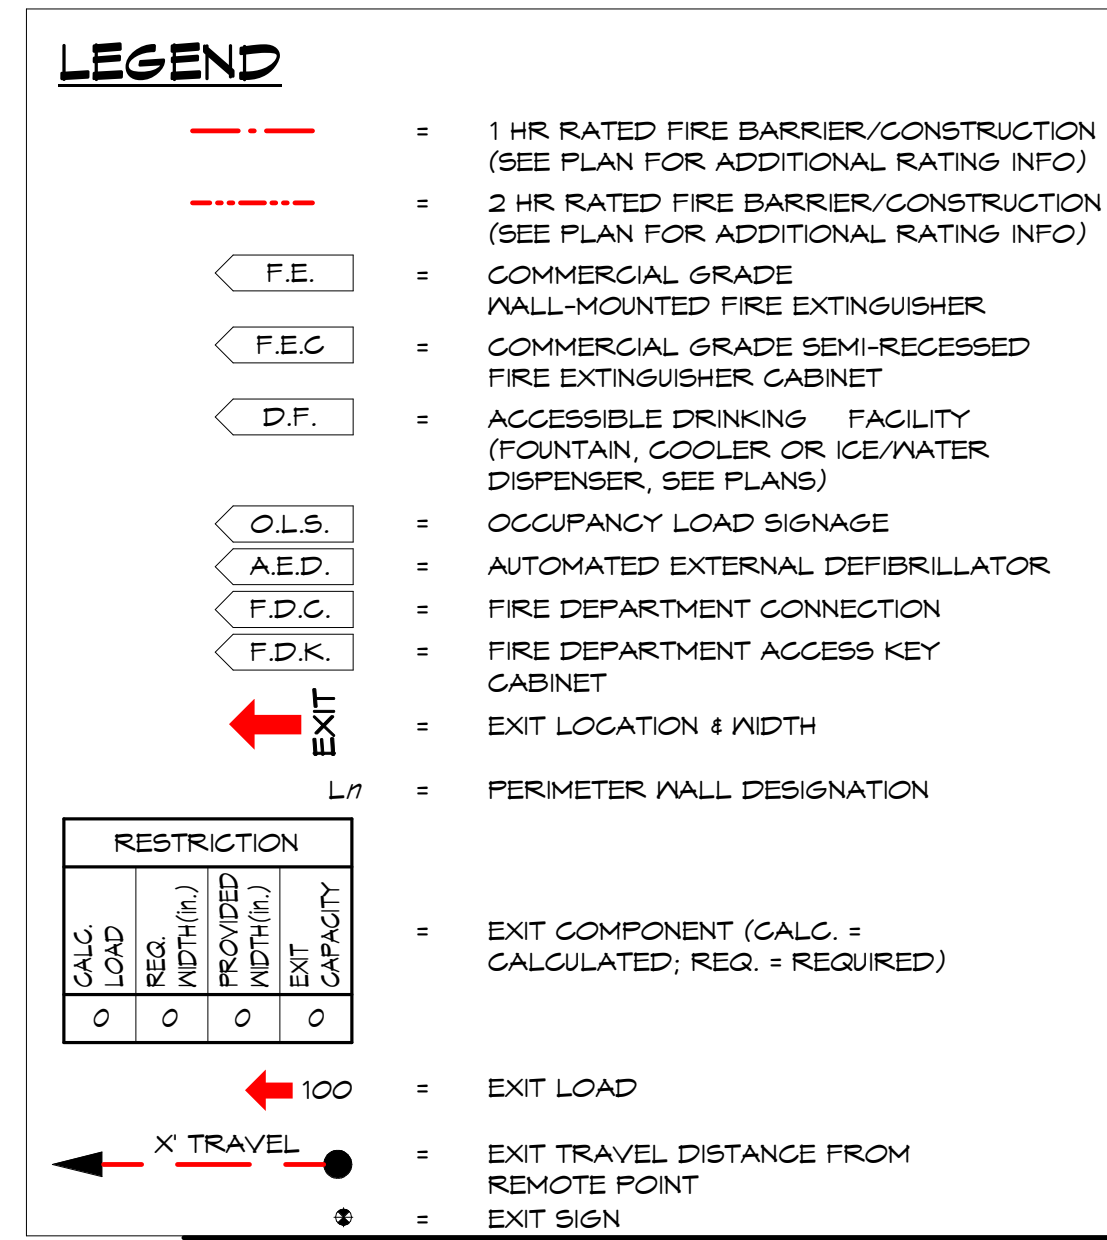 LEGEND
= 1 HR RATED FIRE BARRIER/CONSTRUCTION
(SEE PLAN FOR ADDITIONAL RATING INFO)
= 2 HR RATED FIRE BARRIER/CONSTRUCTION
(SEE PLAN FOR ADDITIONAL RATING INFO)
F.E. = COMMERCIAL GRADE
WALL-MOUNTED FIRE EXTINGUISHER
F.E.C = COMMERCIAL GRADE SEMI-RECESSED
FIRE EXTINGUISHER CABINET
D.F. = ACCESSIBLE DRINKING FACILITY
(FOUNTAIN, COOLER OR ICE/WATER
DISPENSER, SEE PLANS)
O.L.S. = OCCUPANCY LOAD SIGNAGE
A.E.D. = AUTOMATED EXTERNAL DEFIBRILLATOR
F.D.C. = FIRE DEPARTMENT CONNECTION
F.D.K. = FIRE DEPARTMENT ACCESS KEY
CABINET
EXIT = EXIT LOCATION & WIDTH
Ln = PERIMETER WALL DESIGNATION
RESTRICTION
CALC.
LOAD
REQ.
WIDTH(in.)
PROVIDED
WIDTH(in.)
EXIT
CAPACITY
0 0 0 0
= EXIT COMPONENT (CALC. =
CALCULATED; REQ. = REQUIRED)
100 = EXIT LOAD
X' TRAVEL = EXIT TRAVEL DISTANCE FROM
REMOTE POINT
= EXIT SIGN